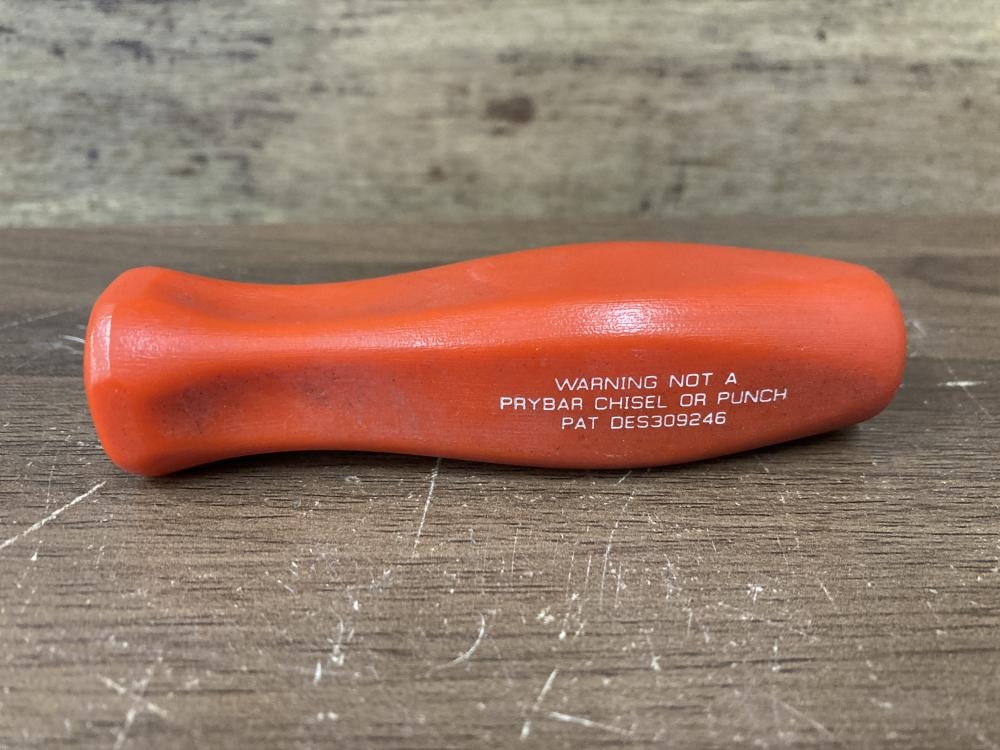 WARNING NOT A
PRYBAR CHISEL OR PUNCH
PAT DES309246